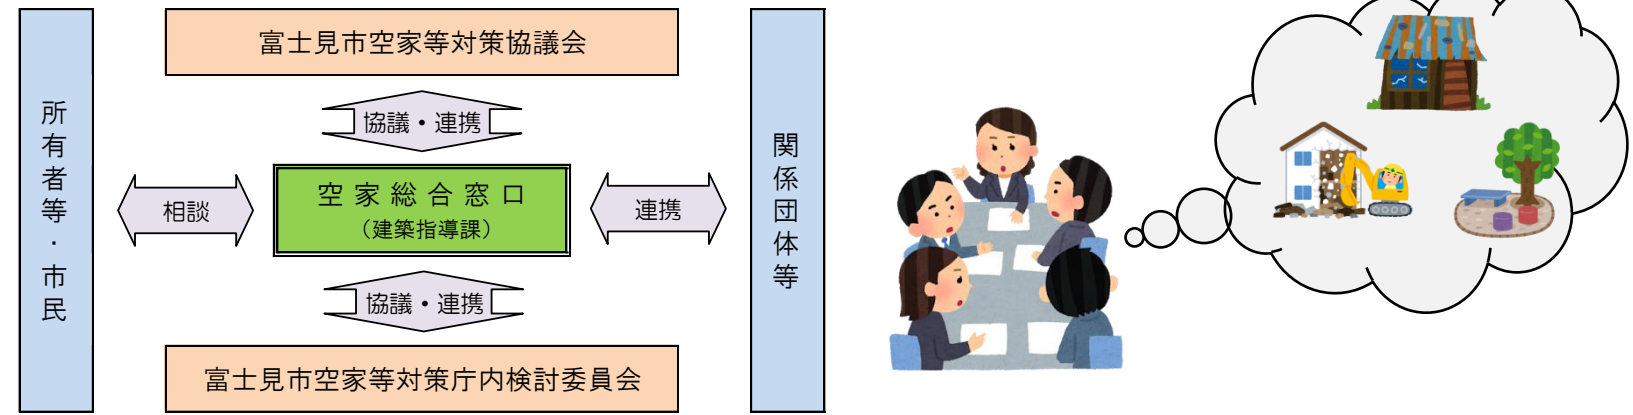 所有者等・市民
富士見市空家等対策協議会
協議・連携
相談
空家総合窓口
（建築指導課）
連携
協議・連携
富士見市空家等対策庁内検討委員会
関係団体等